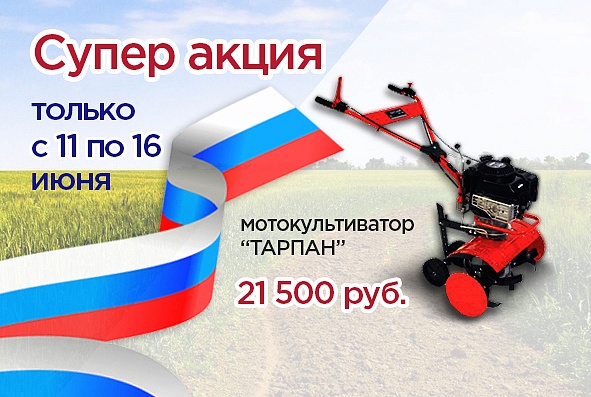 Супер акция
только
с 11 по 16
июня
мотокультиватор
“ТАРПАН”
21 500 руб.